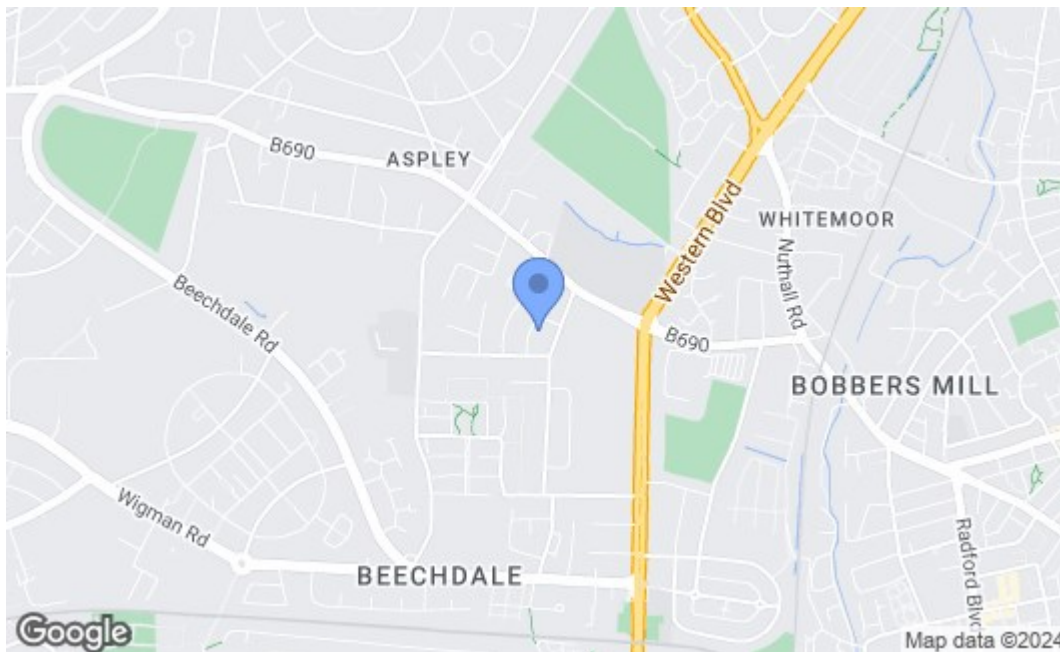 B690
ASPLEY
Western Blvd
WHITEMOOR
Nuthall Rd
Beechdale Rd
B690
BOBBERS MILL
Wigman Rd
BEECHDALE
Radford Blvd
Google
Map data ©2024